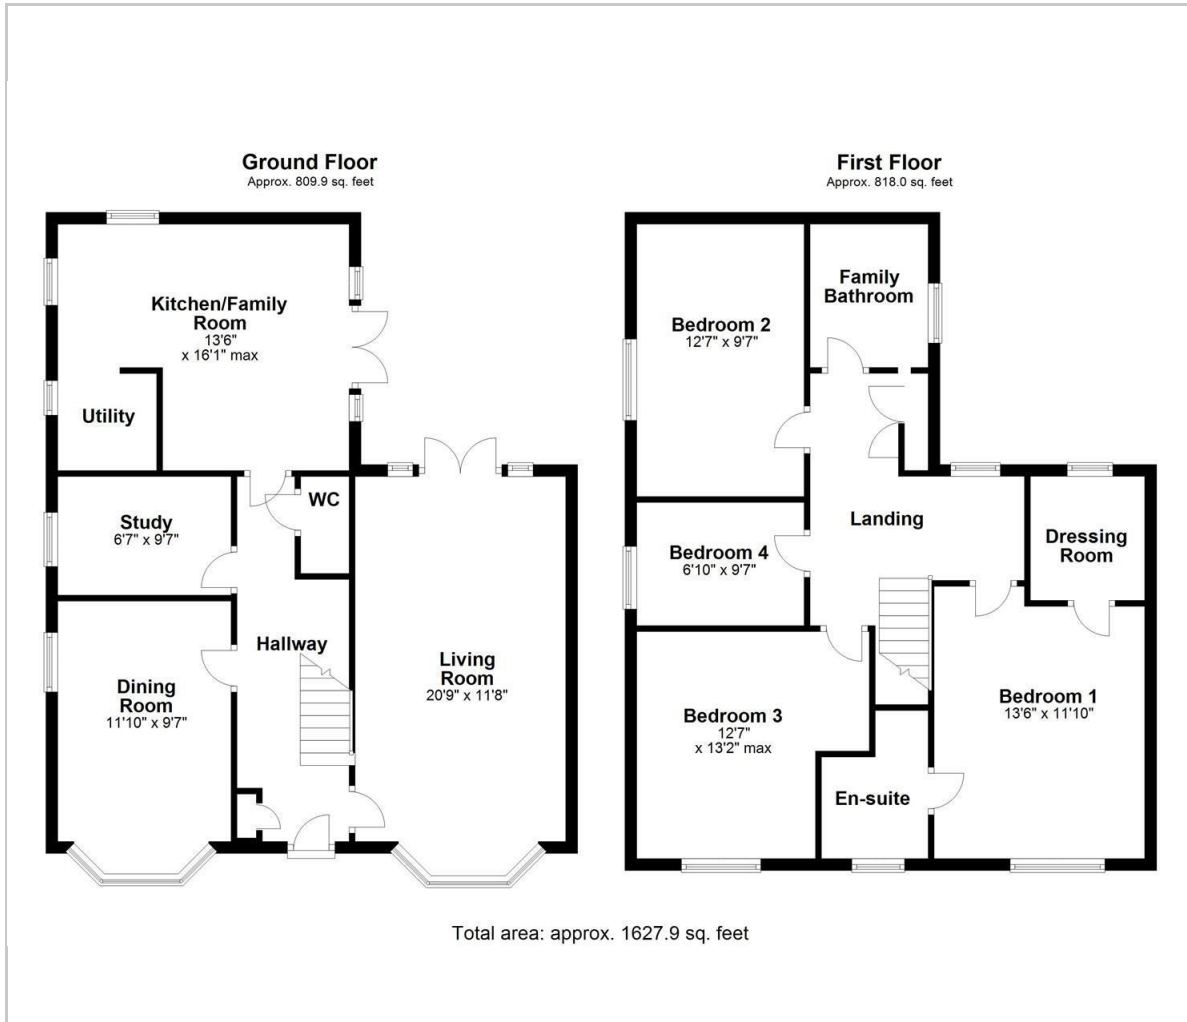 Ground Floor
Approx. 809.9 sq. feet
Kitchen/Family
Room
13'6"
x 16'1" max
Utility
WC
Study
6'7" x 9'7"
Hallway
Living
Room
20'9" x 11'8"
Dining
Room
11'10" x 9'7"
First Floor
Approx. 818.0 sq. feet
Family
Bathroom
Bedroom 2
12'7" x 9'7"
Landing
Dressing
Room
Bedroom 4
6'10" x 9'7"
Bedroom 1
13'6" x 11'10"
Bedroom 3
12'7"
x 13'2" max
En-suite
Total area: approx. 1627.9 sq. feet